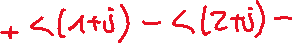 + <(1+j) - <(2+j) -